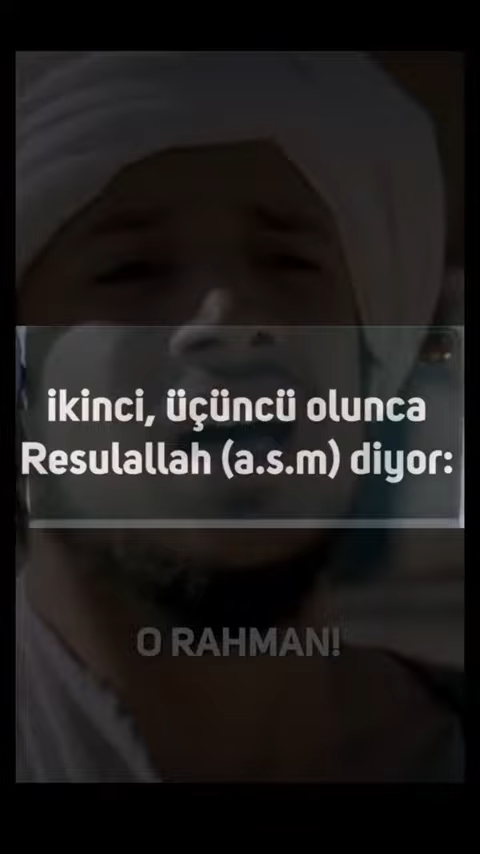 ikinci, üçüncü olunca
Resulallah (a.s.m) diyor:
O RAHMAN!